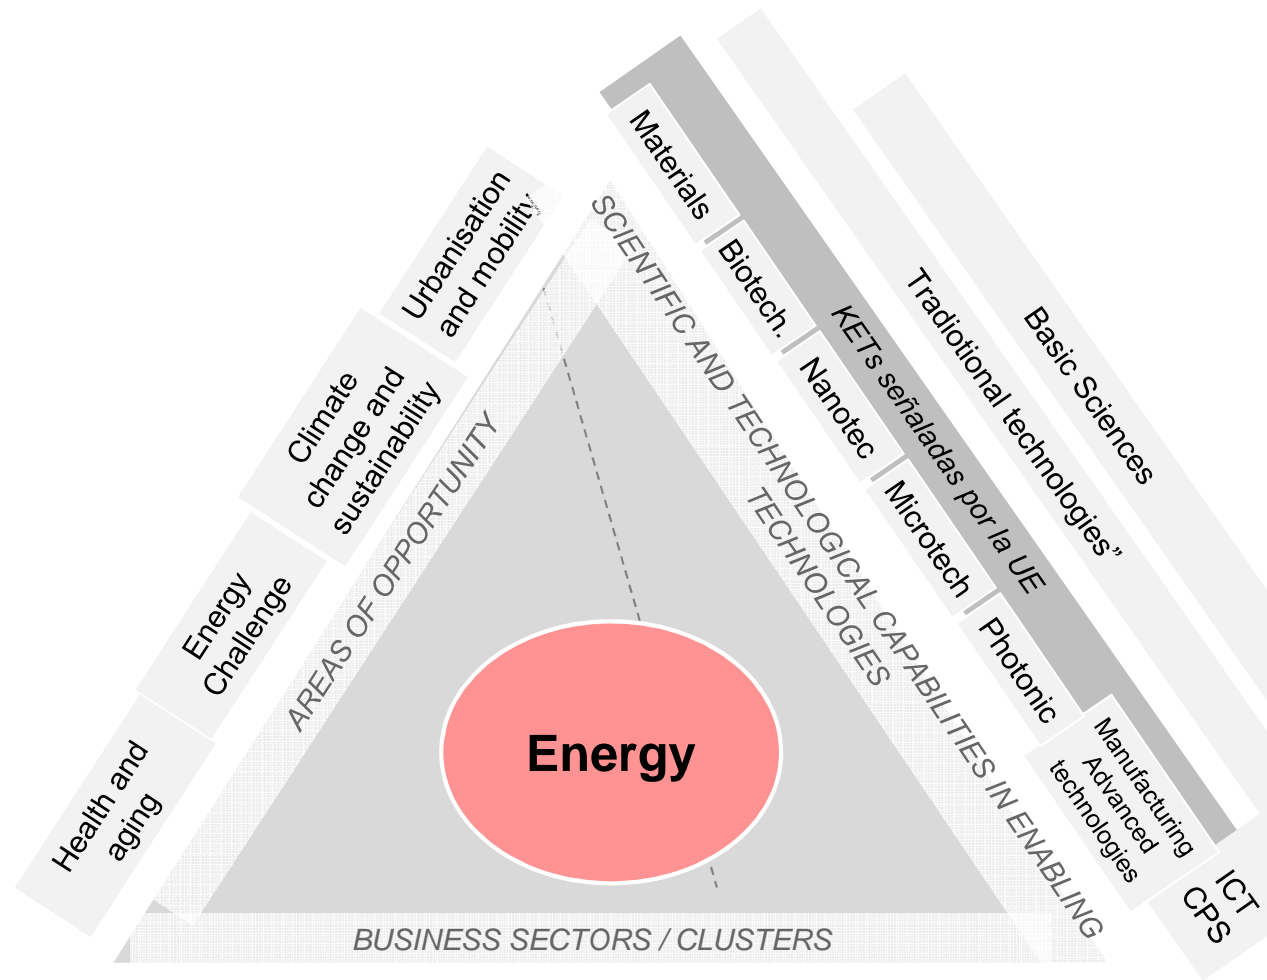 Urbanisation
and mobility
Climate
change and
sustainability
Energy
Challenge
Health and
aging
AREAS OF OPPORTUNITY
SCIENTIFIC AND TECHNOLOGICAL CAPABILITIES IN ENABLING
TECHNOLOGIES
Materials
Biotech.
Nanotec
Microtech
Photonic
Manufacturing
Advanced
technologies
KETs señaladas por la UE
Tradiotional technologies”
Basic Sciences
ICT
CPS
Energy
BUSINESS SECTORS / CLUSTERS